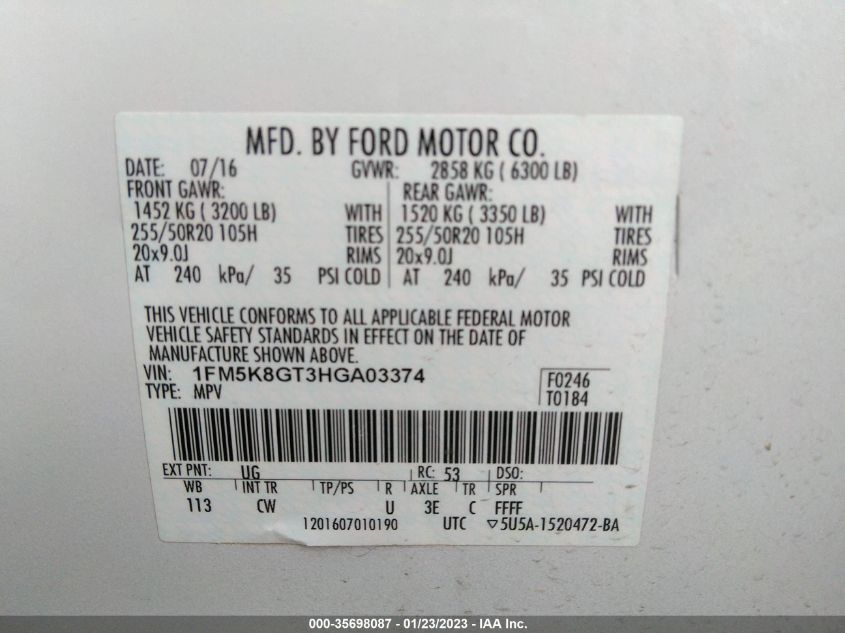 MFD. BY FORD MOTOR CO.
DATE: 07/16 GVWR: 2858 KG ( 6300 LB)
FRONT GAWR: REAR GAWR:
1452 KG ( 3200 LB) WITH 1520 KG ( 3350 LB) WITH
255/50R20 105H TIRES 255/50R20 105H TIRES
20x9.0J RIMS 20x9.0J RIMS
AT 240 kPa/ 35 PSI COLD AT 240 kPa/ 35 PSI COLD
THIS VEHICLE CONFORMS TO ALL APPLICABLE FEDERAL MOTOR
VEHICLE SAFETY STANDARDS IN EFFECT ON THE DATE OF
MANUFACTURE SHOWN ABOVE.
VIN: 1FM5K8GT3HGA03374 F0246
TYPE: MPV T0184
EXT PNT: UG RC: 53 DSO:
WB INT TR TP/PS R AXLE TR SPR
113 CW U 3E C FFFF
1201607010190 UTC ▽5U5A-1520472-BA
000-35698087 - 01/23/2023 - IAA Inc.